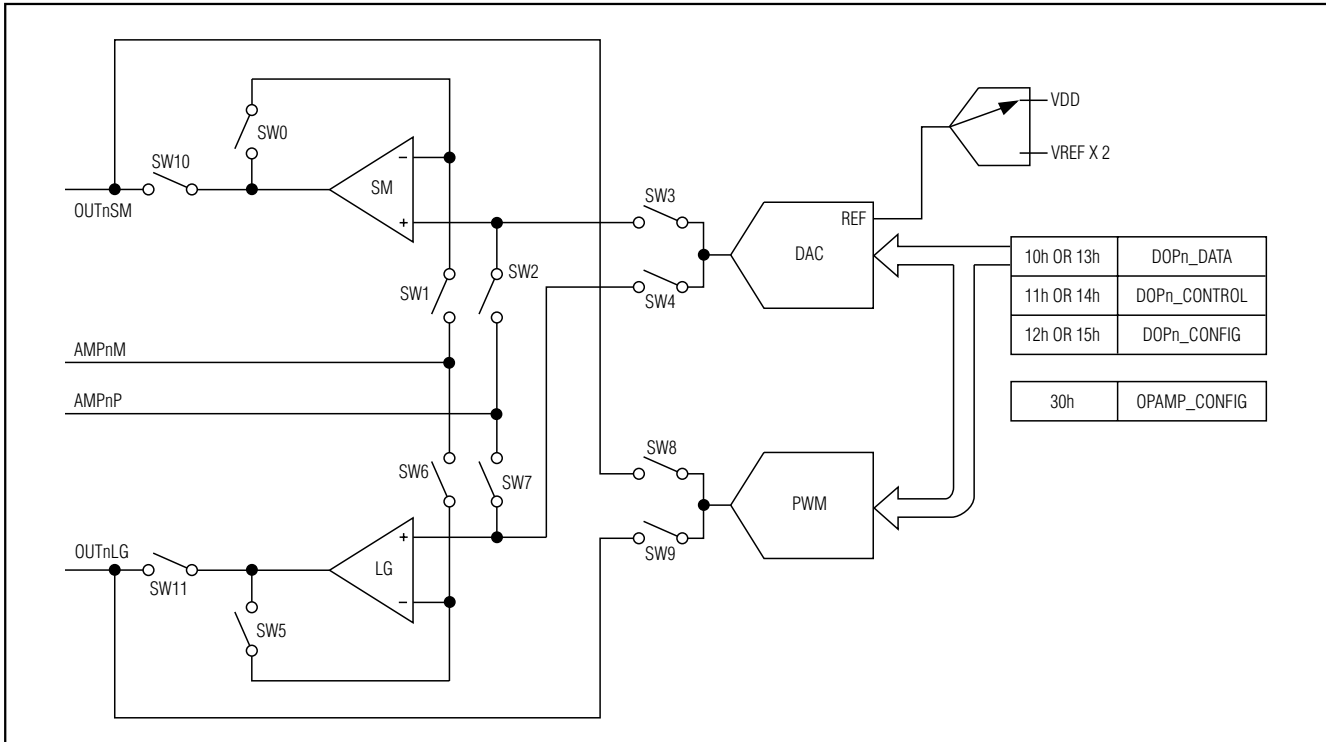 VDD
VREF X 2
SW0
SW10
OUTnSM
−
SM
+
SW3
REF
DAC
SW4
SW1
SW2
10h OR 13h DOPn_DATA
11h OR 14h DOPn_CONTROL
12h OR 15h DOPn_CONFIG
30h OPAMP_CONFIG
AMPnM
AMPnP
SW6
SW7
SW8
PWM
SW9
OUTnLG
SW11
+
LG
−
SW5